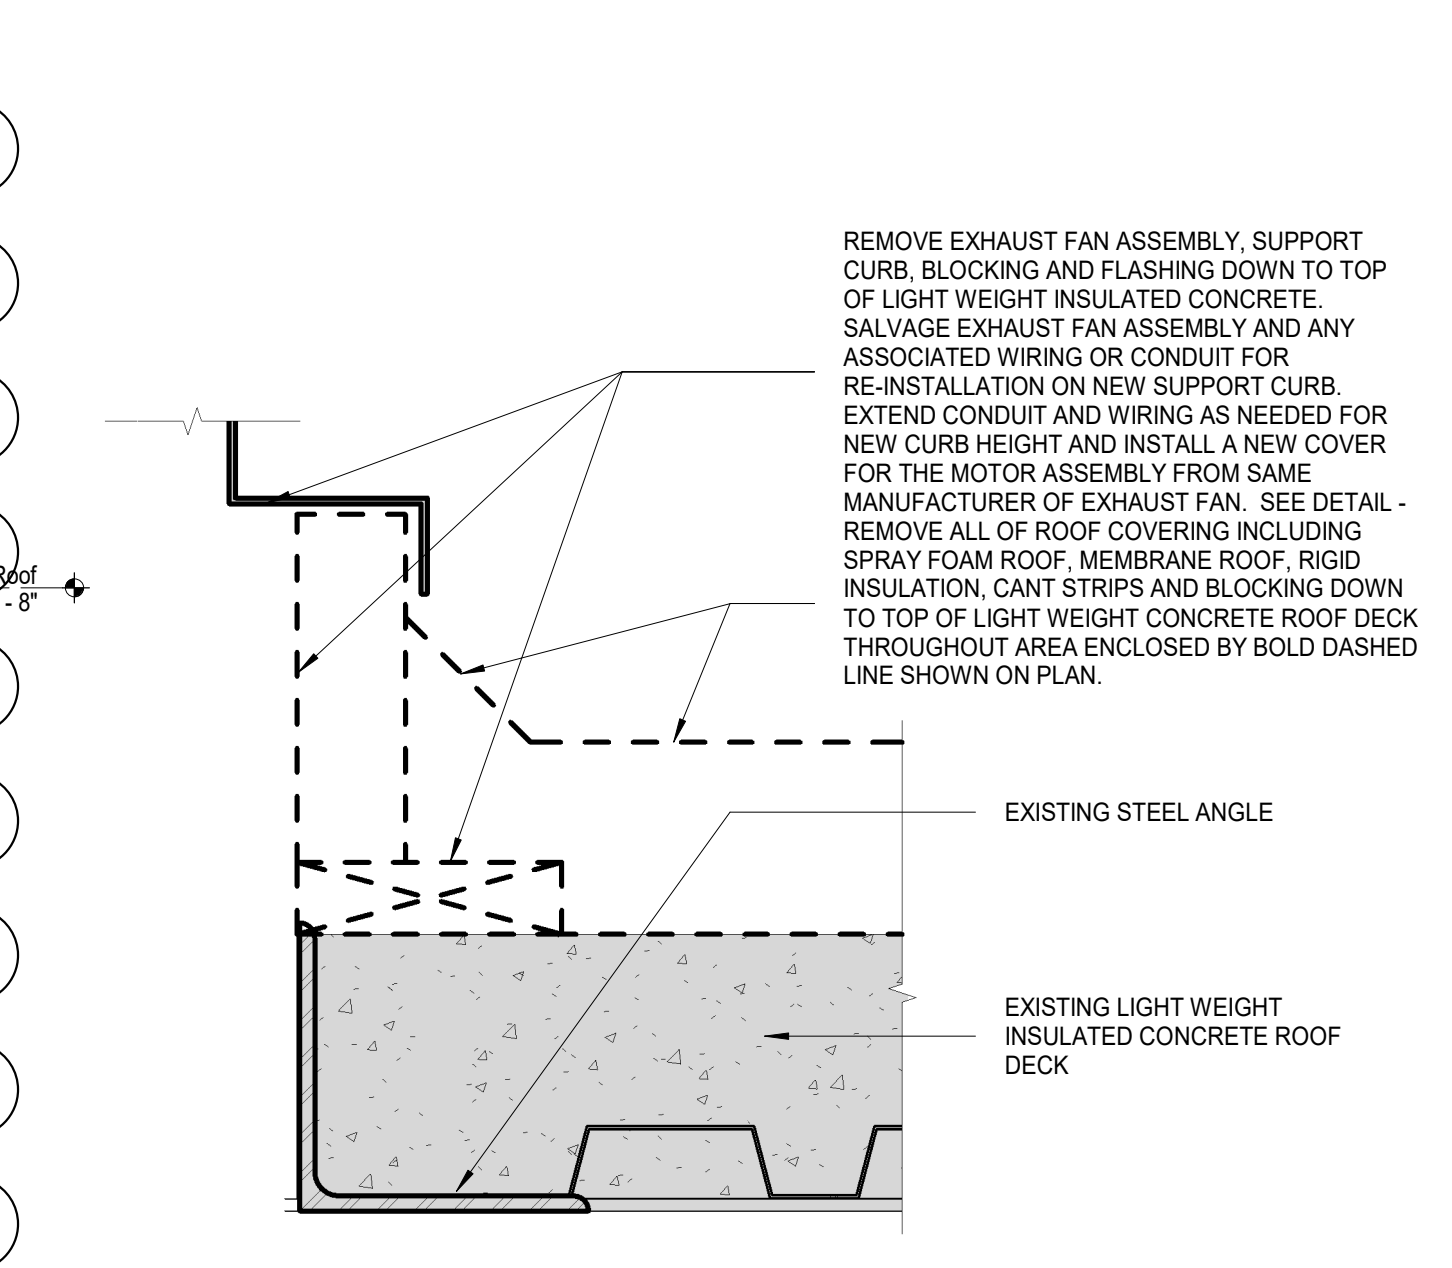 REMOVE EXHAUST FAN ASSEMBLY, SUPPORT
CURB, BLOCKING AND FLASHING DOWN TO TOP
OF LIGHT WEIGHT INSULATED CONCRETE.
SALVAGE EXHAUST FAN ASSEMBLY AND ANY
ASSOCIATED WIRING OR CONDUIT FOR
RE-INSTALLATION ON NEW SUPPORT CURB.
EXTEND CONDUIT AND WIRING AS NEEDED FOR
NEW CURB HEIGHT AND INSTALL A NEW COVER
FOR THE MOTOR ASSEMBLY FROM SAME
MANUFACTURER OF EXHAUST FAN.  SEE DETAIL -
REMOVE ALL OF ROOF COVERING INCLUDING
SPRAY FOAM ROOF, MEMBRANE ROOF, RIGID
INSULATION, CANT STRIPS AND BLOCKING DOWN
TO TOP OF LIGHT WEIGHT CONCRETE ROOF DECK
THROUGHOUT AREA ENCLOSED BY BOLD DASHED
LINE SHOWN ON PLAN.
Roof
- 8"
EXISTING STEEL ANGLE
EXISTING LIGHT WEIGHT
INSULATED CONCRETE ROOF
DECK